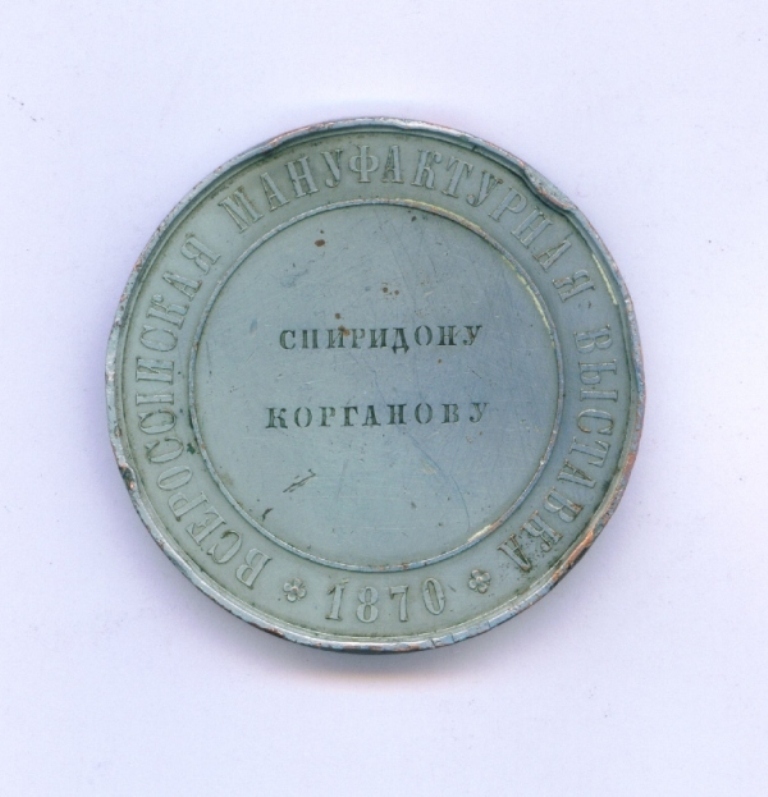 ВСЕРОССІЙСКАЯ МАНУФАКТУРНАЯ ВЫСТАВКА
СПИРИДОНУ
КОРГАНОВУ
1870